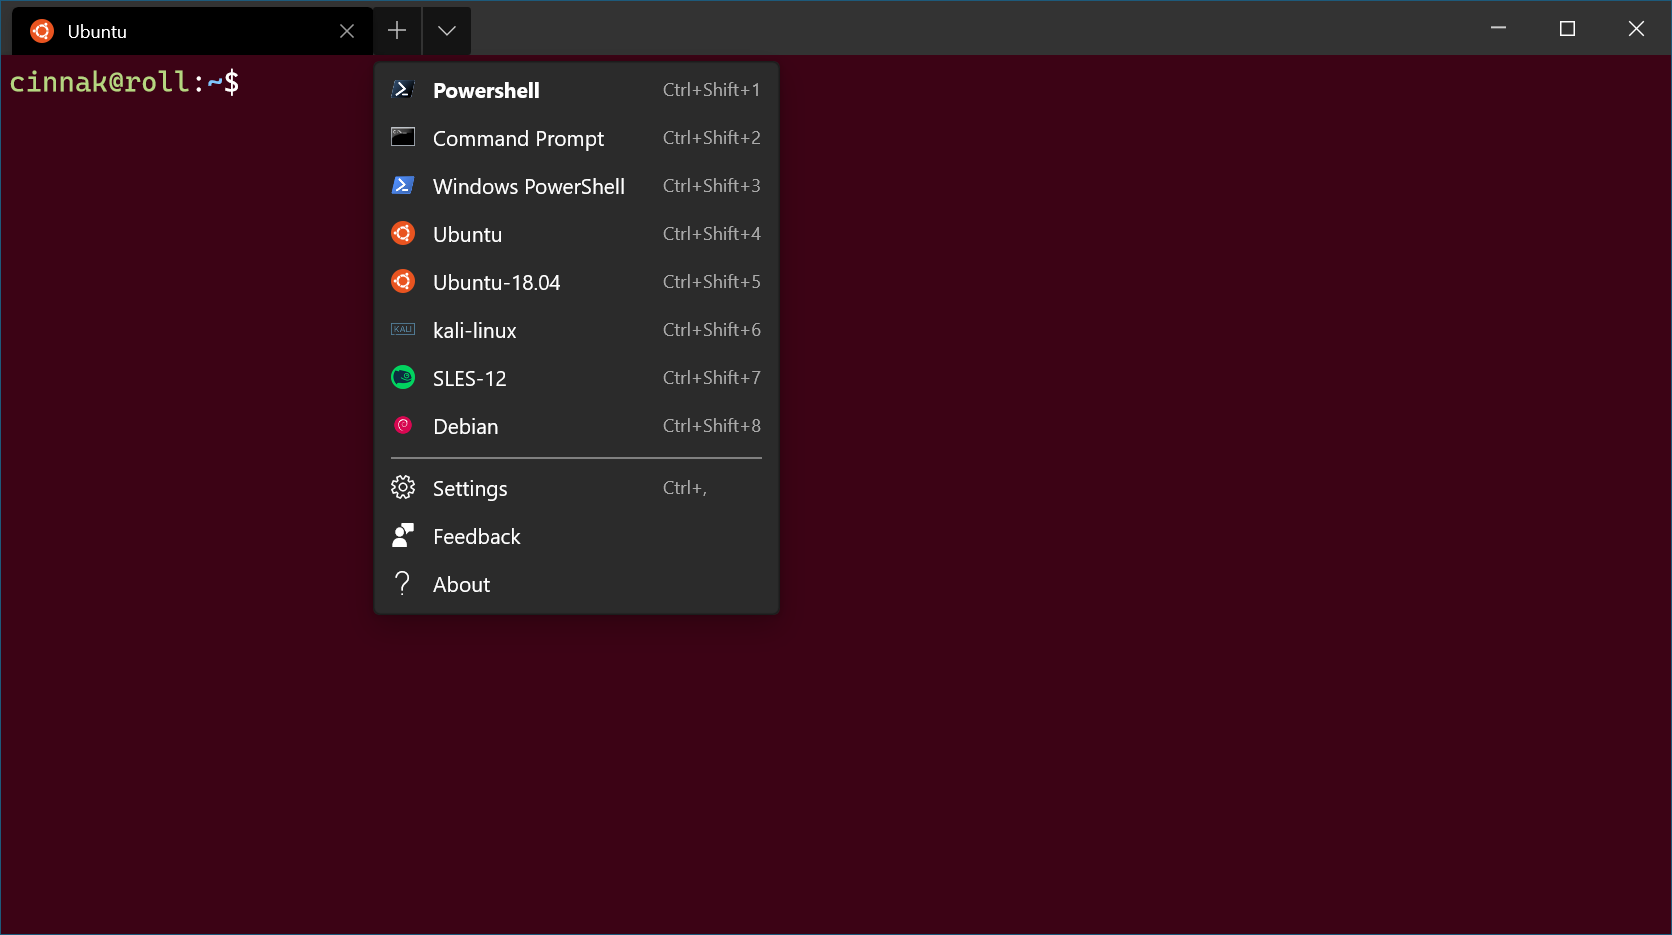 Ubuntu
cinnak@roll:~$
Powershell Ctrl+Shift+1
Command Prompt Ctrl+Shift+2
Windows PowerShell Ctrl+Shift+3
Ubuntu Ctrl+Shift+4
Ubuntu-18.04 Ctrl+Shift+5
KALI kali-linux Ctrl+Shift+6
SLES-12 Ctrl+Shift+7
Debian Ctrl+Shift+8
Settings Ctrl+,
Feedback
? About